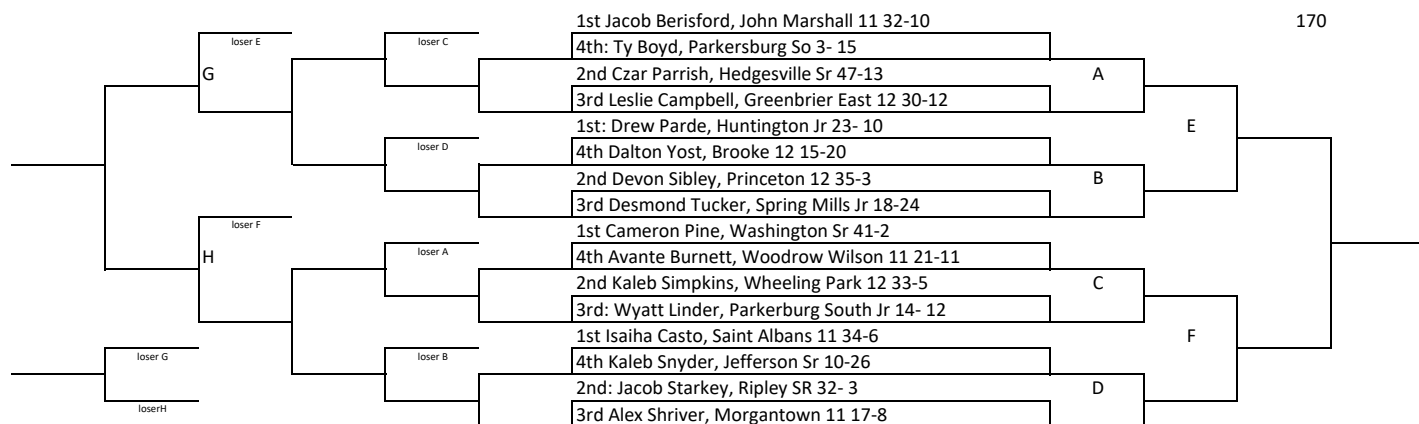 1st Jacob Berisford, John Marshall 11 32-10
170
loser E
loser C
4th: Ty Boyd, Parkersburg So 3- 15
G
2nd Czar Parrish, Hedgesville Sr 47-13
A
3rd Leslie Campbell, Greenbrier East 12 30-12
1st: Drew Parde, Huntington Jr 23- 10
E
loser D
4th Dalton Yost, Brooke 12 15-20
2nd Devon Sibley, Princeton 12 35-3
B
3rd Desmond Tucker, Spring Mills Jr 18-24
loser F
1st Cameron Pine, Washington Sr 41-2
H
loser A
4th Avante Burnett, Woodrow Wilson 11 21-11
2nd Kaleb Simpkins, Wheeling Park 12 33-5
C
3rd: Wyatt Linder, Parkerburg South Jr 14- 12
1st Isaiha Casto, Saint Albans 11 34-6
F
loser G
loser B
4th Kaleb Snyder, Jefferson Sr 10-26
2nd: Jacob Starkey, Ripley SR 32- 3
D
loserH
3rd Alex Shriver, Morgantown 11 17-8